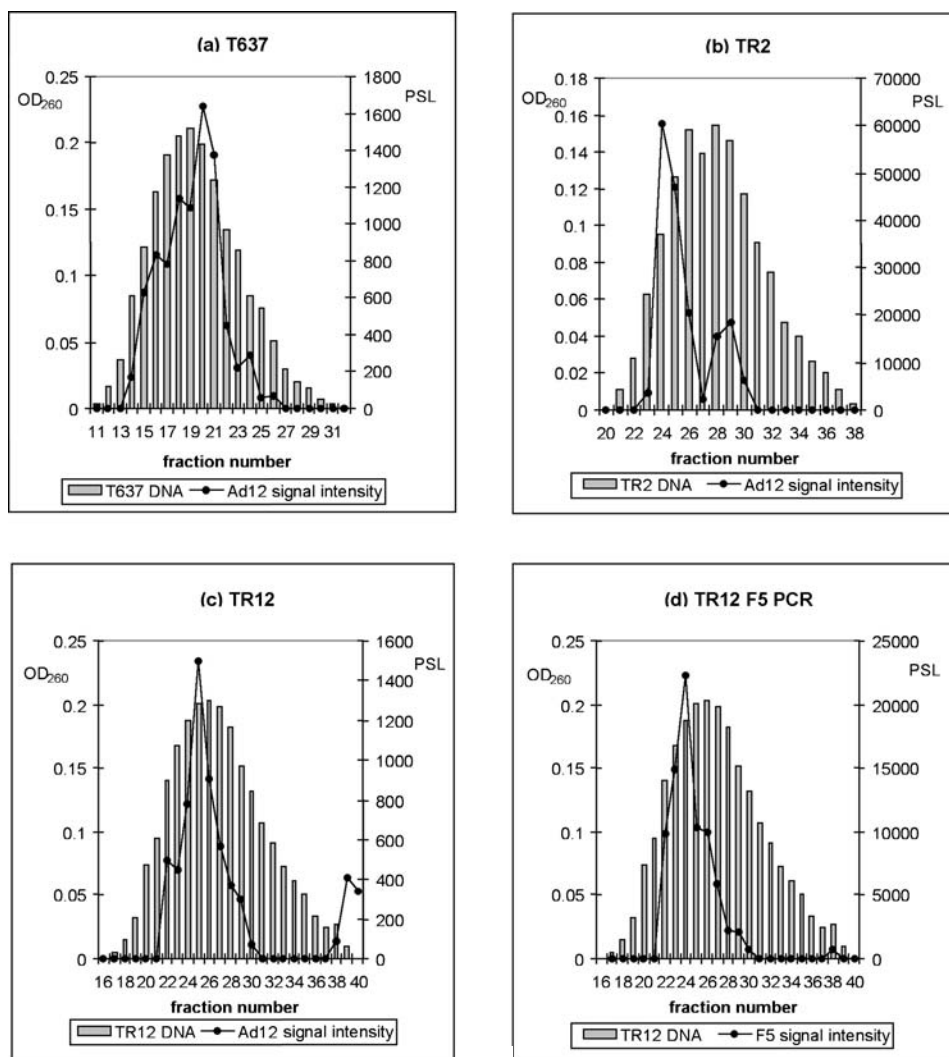 (a) T637
OD260
PSL
0.25
0.2
0.15
0.1
0.05
0
1800
1600
1400
1200
1000
800
600
400
200
0
11 13 15 17 19 21 23 25 27 29 31
fraction number
T637 DNA Ad12 signal intensity
(b) TR2
OD260
PSL
0.18
0.16
0.14
0.12
0.1
0.08
0.06
0.04
0.02
0
70000
60000
50000
40000
30000
20000
10000
0
20 22 24 26 28 30 32 34 36 38
fraction number
TR2 DNA Ad12 signal intensity
(c) TR12
OD260
PSL
0.25
0.2
0.15
0.1
0.05
0
1600
1400
1200
1000
800
600
400
200
0
16 18 20 22 24 26 28 30 32 34 36 38 40
fraction number
TR12 DNA Ad12 signal intensity
(d) TR12 F5 PCR
OD260
PSL
0.25
0.2
0.15
0.1
0.05
0
25000
20000
15000
10000
5000
0
16 18 20 22 24 26 28 30 32 34 36 38 40
fraction number
TR12 DNA F5 signal intensity